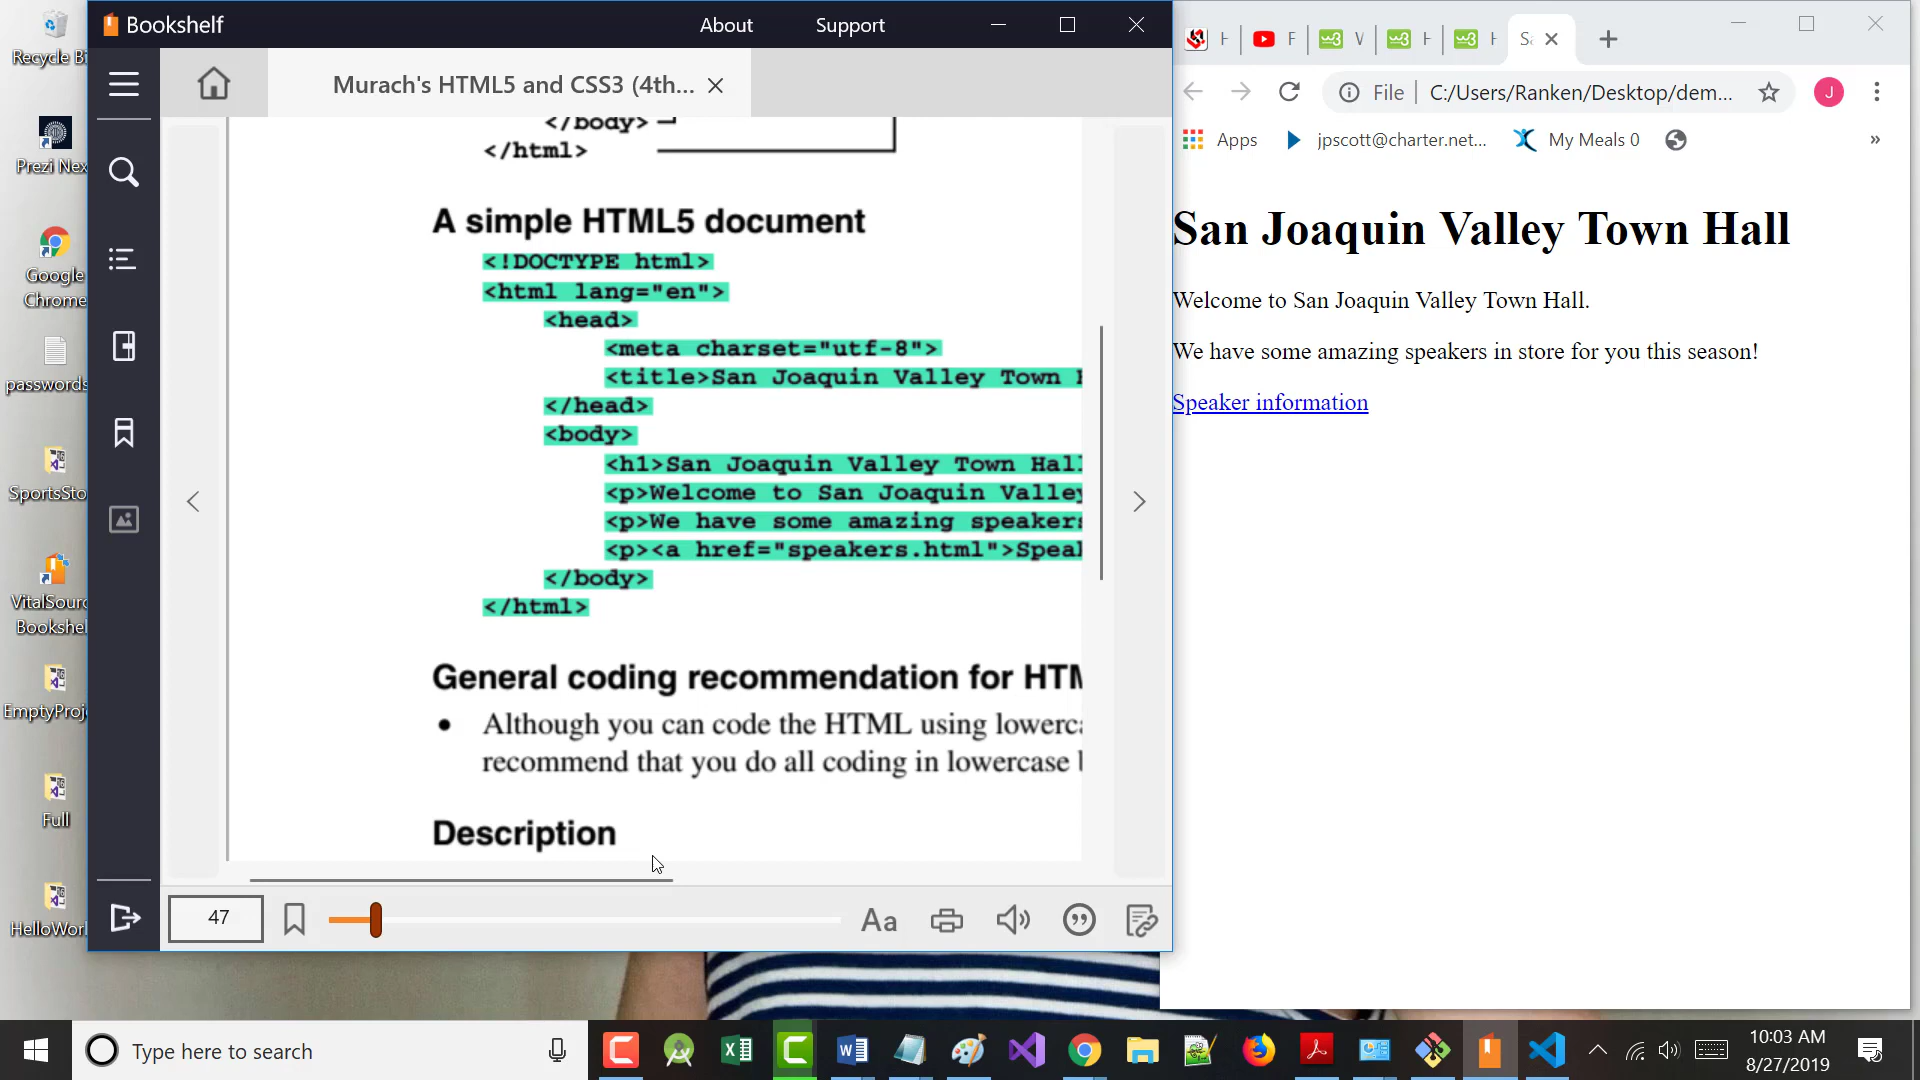 Recycle Bi
Prezi Nex
Google
Chrome
passwords
SportsSto
VitalSourc
Bookshel
EmptyProj
Full
HelloWorl
Bookshelf
About
Support
Murach's HTML5 and CSS3 (4th...
</body>
</html>
A simple HTML5 document
<!DOCTYPE html>
<html lang="en">
<head>
<meta charset="utf-8">
<title>San Joaquin Valley Town
</head>
<body>
<h1>San Joaquin Valley Town Hall
<p>Welcome to San Joaquin Valley
<p>We have some amazing speakers
<p><a href="speakers.html">Speal
</body>
</html>
General coding recommendation for HTM
• Although you can code the HTML using lowerca
recommend that you do all coding in lowercase
Description
47
Aa
File
C:/Users/Ranken/Desktop/dem...
J
Apps
jpscott@charter.net...
My Meals 0
»
San Joaquin Valley Town Hall
Welcome to San Joaquin Valley Town Hall.
We have some amazing speakers in store for you this season!
Speaker information
Type here to search
10:03 AM
8/27/2019